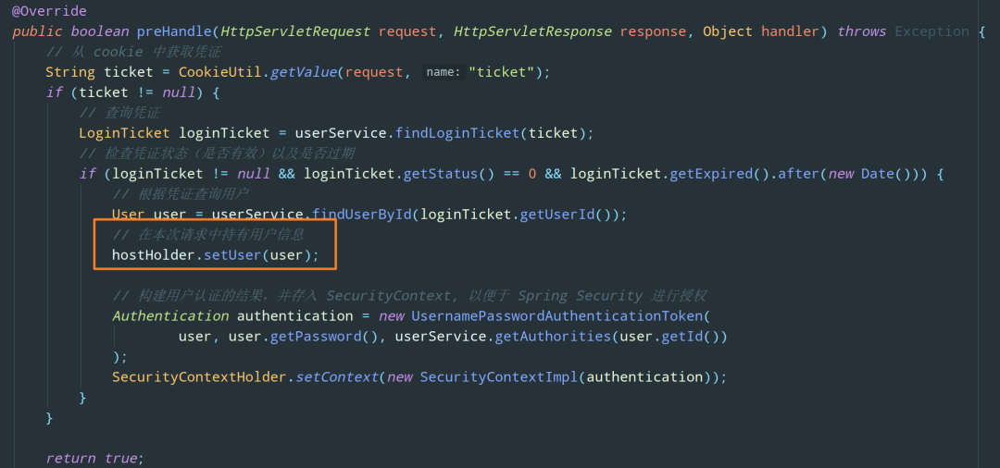 @Override
public boolean preHandle(HttpServletRequest request, HttpServletResponse response, Object handler) throws Exception {
// 从 cookie 中获取凭证
String ticket = CookieUtil.getValue(request, name: "ticket");
if (ticket != null) {
// 查询凭证
LoginTicket loginTicket = userService.findLoginTicket(ticket);
// 检查凭证状态（是否有效）以及是否过期
if (loginTicket != null && loginTicket.getStatus() == 0 && loginTicket.getExpired().after(new Date())) {
// 根据凭证查询用户
User user = userService.findUserById(loginTicket.getUserId());
// 在本次请求中持有用户信息
hostHolder.setUser(user);
// 构建用户认证的结果，并存入 SecurityContext, 以便于 Spring Security 进行授权
Authentication authentication = new UsernamePasswordAuthenticationToken(
user, user.getPassword(), userService.getAuthorities(user.getId())
);
SecurityContextHolder.setContext(new SecurityContextImpl(authentication));
}
}
return true;